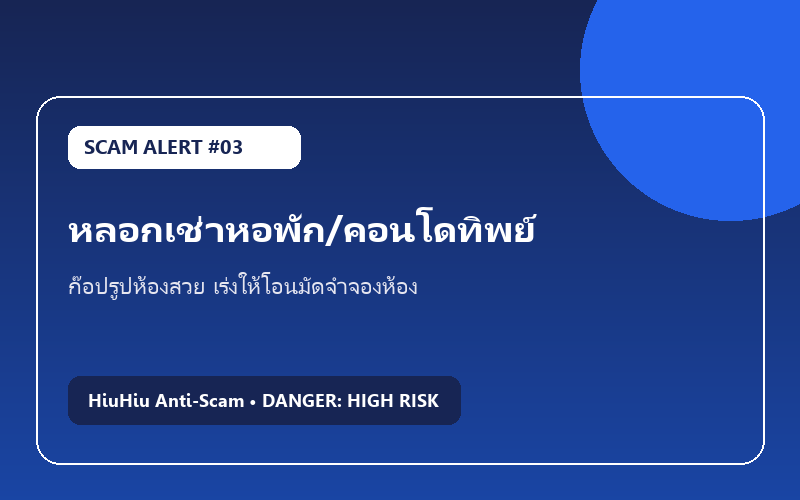 SCAM ALERT #03
หลอกเช่าหอพัก/คอนโดทิพย์
ก๊อปรูปห้องสวย เร่งให้โอนมัดจำจองห้อง
HiuHiu Anti-Scam • DANGER: HIGH RISK